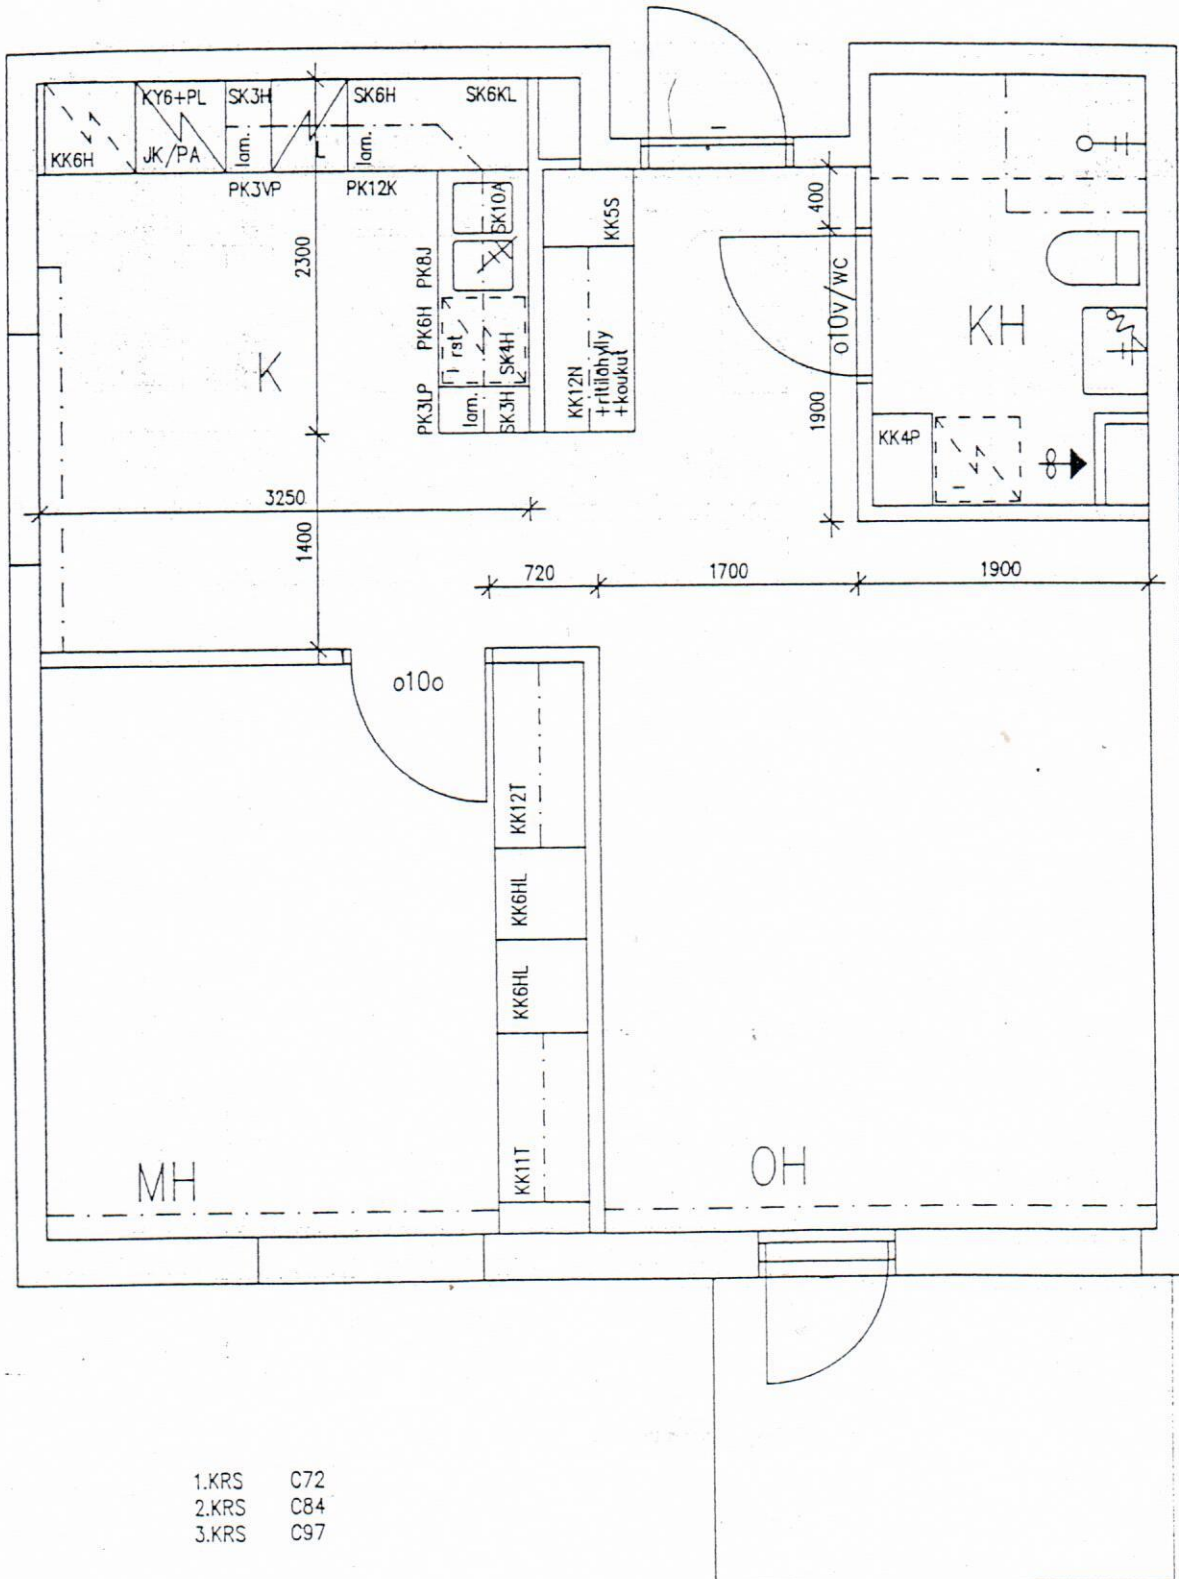 KY6+PL
SK3H
SK6H
SK6KL
KK6H
JK/PA
lam.
L
lam.
PK3VP
PK12K
SK10A
KK5S
400
2300
PK8J
o10v/WC
KH
K
PK6H
rst
SK4H
KK12N
+ritilähylly
+koukut
PK3LP
lam.
SK3H
1900
KK4P
3250
1400
720
1700
1900
o10o
KK12T
KK6HL
KK6HL
KK11T
MH
OH
1.KRS C72
2.KRS C84
3.KRS C97